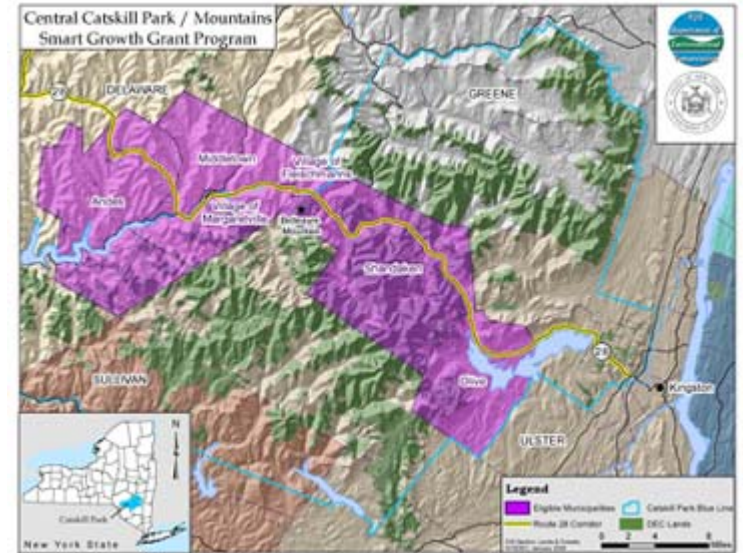 Central Catskill Park / Mountains
Smart Growth Grant Program
28
DELAWARE
GREENE
Middletown
Village of
Fleischmanns
Andes
Village of
Margaretville
Belleayre
Mountain
Shandaken
28
SULLIVAN
Olive
Kingston
ULSTER
N
Catskill Park
New York State
Legend
Eligible Municipalities
Catskill Park Blue Line
Route 28 Corridor
DEC Lands
0 2 4 8
Miles